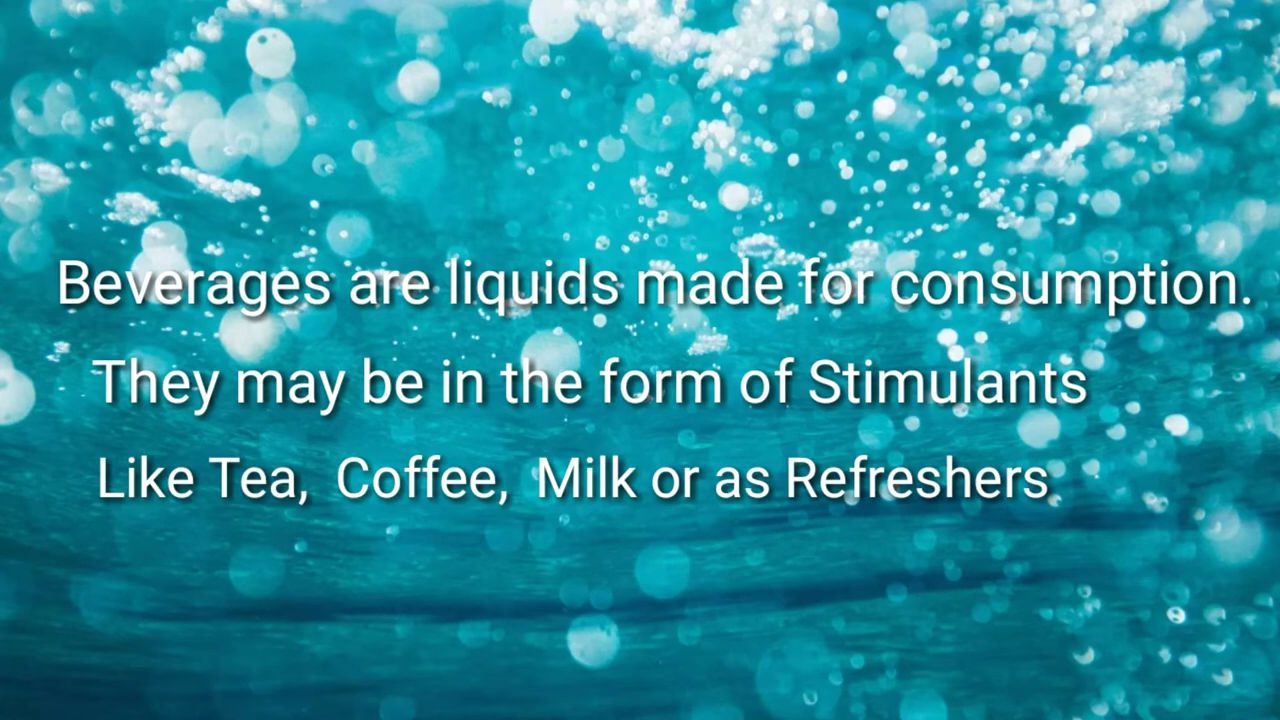 Beverages are liquids made for consumption.
They may be in the form of Stimulants
Like Tea, Coffee, Milk or as Refreshers